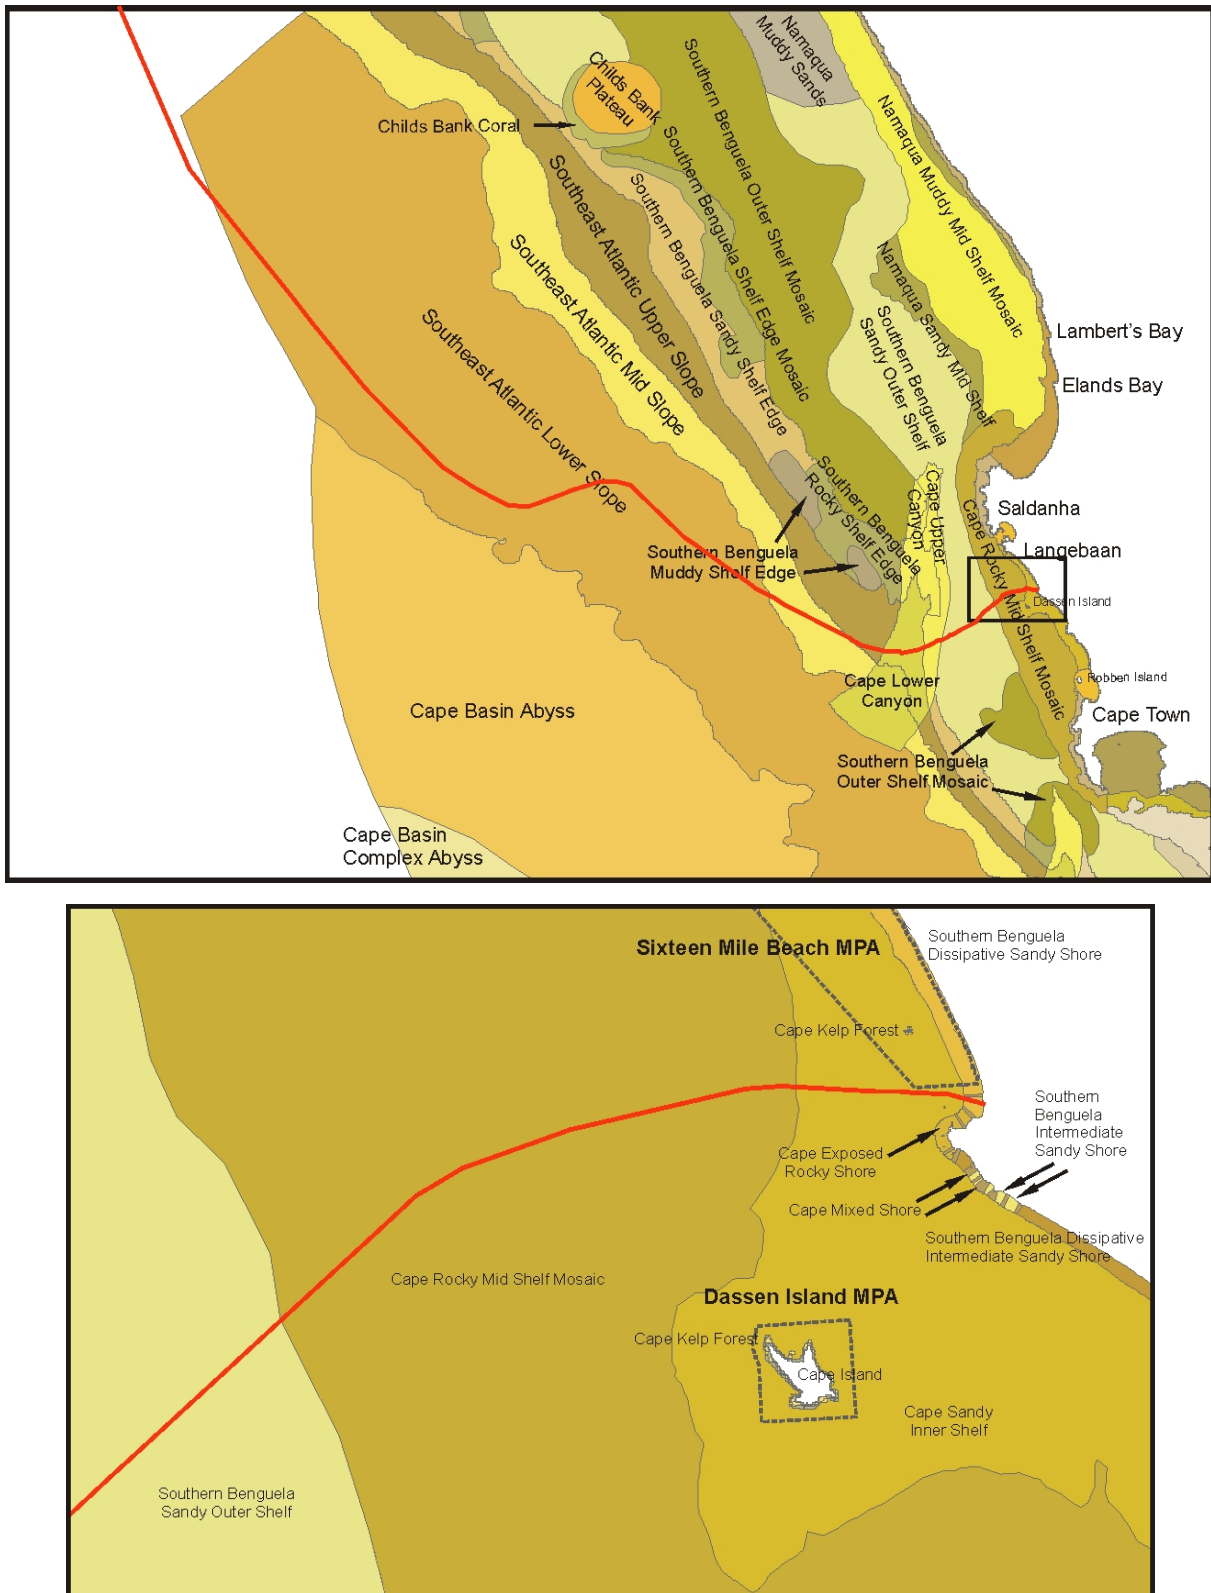 Namaqua
Muddy Sands
Childs Bank
Plateau
Childs Bank Coral
Southern Benguela Outer Shelf Mosaic
Namaqua Muddy Mid Shelf Mosaic
Southern Benguela Shelf Edge Mosaic
Southeast Atlantic Upper Slope
Southern Benguela Sandy Shelf Edge
Southeast Atlantic Mid Slope
Namaqua Sandy Mid Shelf
Southern Benguela
Sandy Outer Shelf
Southeast Atlantic Lower Slope
Lambert's Bay
Elands Bay
Southern Benguela
Rocky Shelf Edge
Cape Upper
Canyon
Cape Rocky Mid Shelf Mosaic
Saldanha
Langebaan
Southern Benguela
Muddy Shelf Edge
Dassen Island
Robben Island
Cape Lower
Canyon
Cape Basin Abyss
Cape Town
Southern Benguela
Outer Shelf Mosaic
Cape Basin
Complex Abyss
Sixteen Mile Beach MPA
Southern Benguela
Dissipative Sandy Shore
Cape Kelp Forest
Southern
Benguela
Intermediate
Sandy Shore
Cape Exposed
Rocky Shore
Cape Mixed Shore
Southern Benguela Dissipative
Intermediate Sandy Shore
Cape Rocky Mid Shelf Mosaic
Dassen Island MPA
Cape Kelp Forest
Cape Island
Cape Sandy
Inner Shelf
Southern Benguela
Sandy Outer Shelf